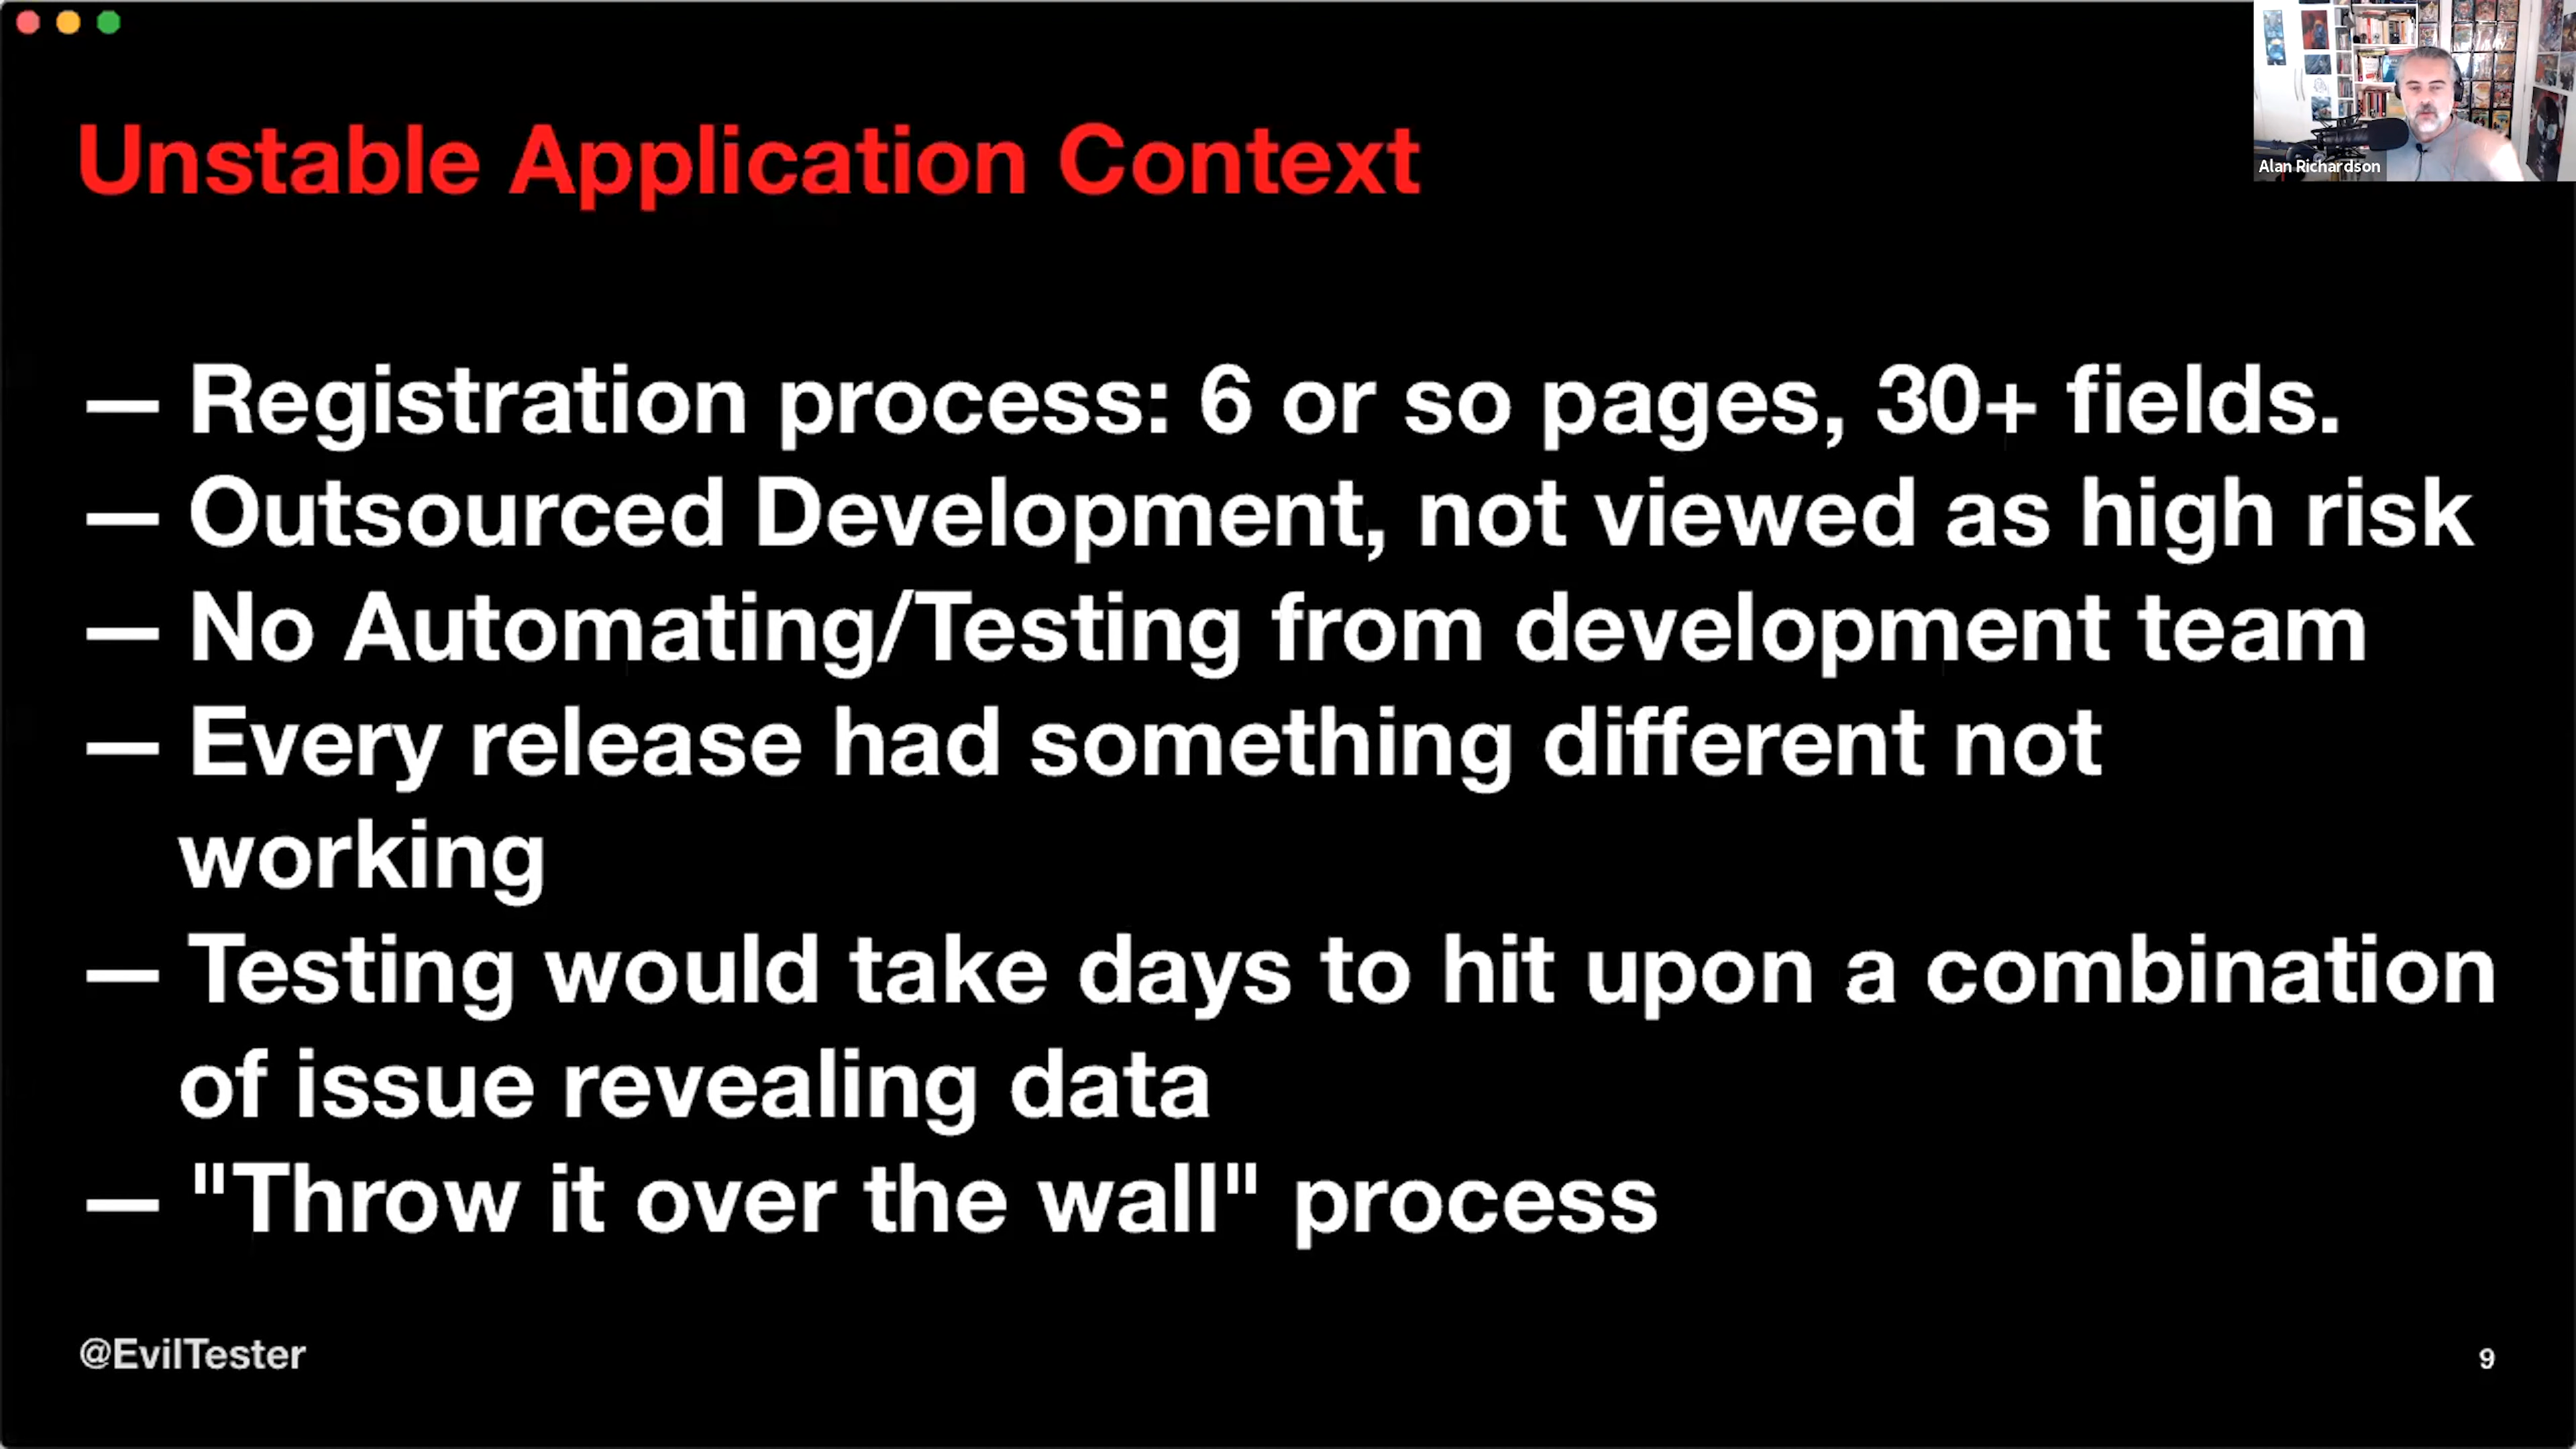 Alan Richardson
Unstable Application Context
— Registration process: 6 or so pages, 30+ fields.
— Outsourced Development, not viewed as high risk
— No Automating/Testing from development team
— Every release had something different not
working
— Testing would take days to hit upon a combination
of issue revealing data
— "Throw it over the wall" process
@EvilTester
9